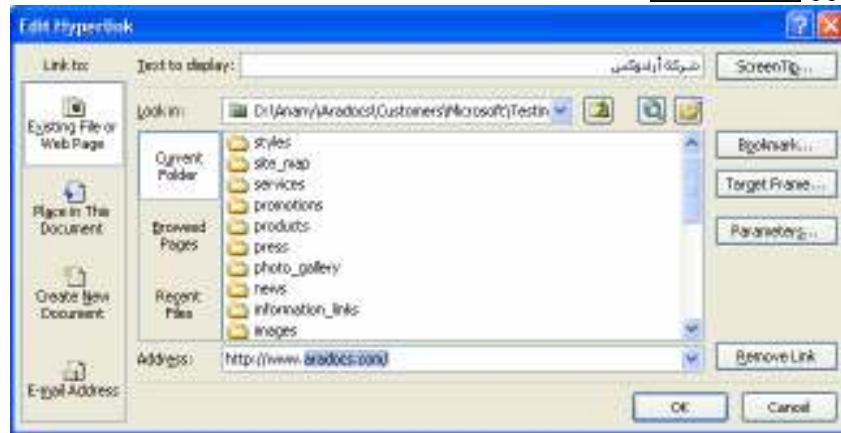 Edit Hyperlink
Link to:
Text to display:
شركة أرادوكس
ScreenTip...
Existing File or
Web Page
Look in:
D:\Anany\Aradocs\Customers\Microsoft\Testin
Current
Folder
styles
site_map
services
promotions
products
press
photo_gallery
news
information_links
images
Bookmark...
Target Frame...
Place in This
Document
Browsed
Pages
Parameters...
Create New
Document
Recent
Files
Address:
http://www.aradocs.com/
Remove Link
E-mail Address
OK
Cancel